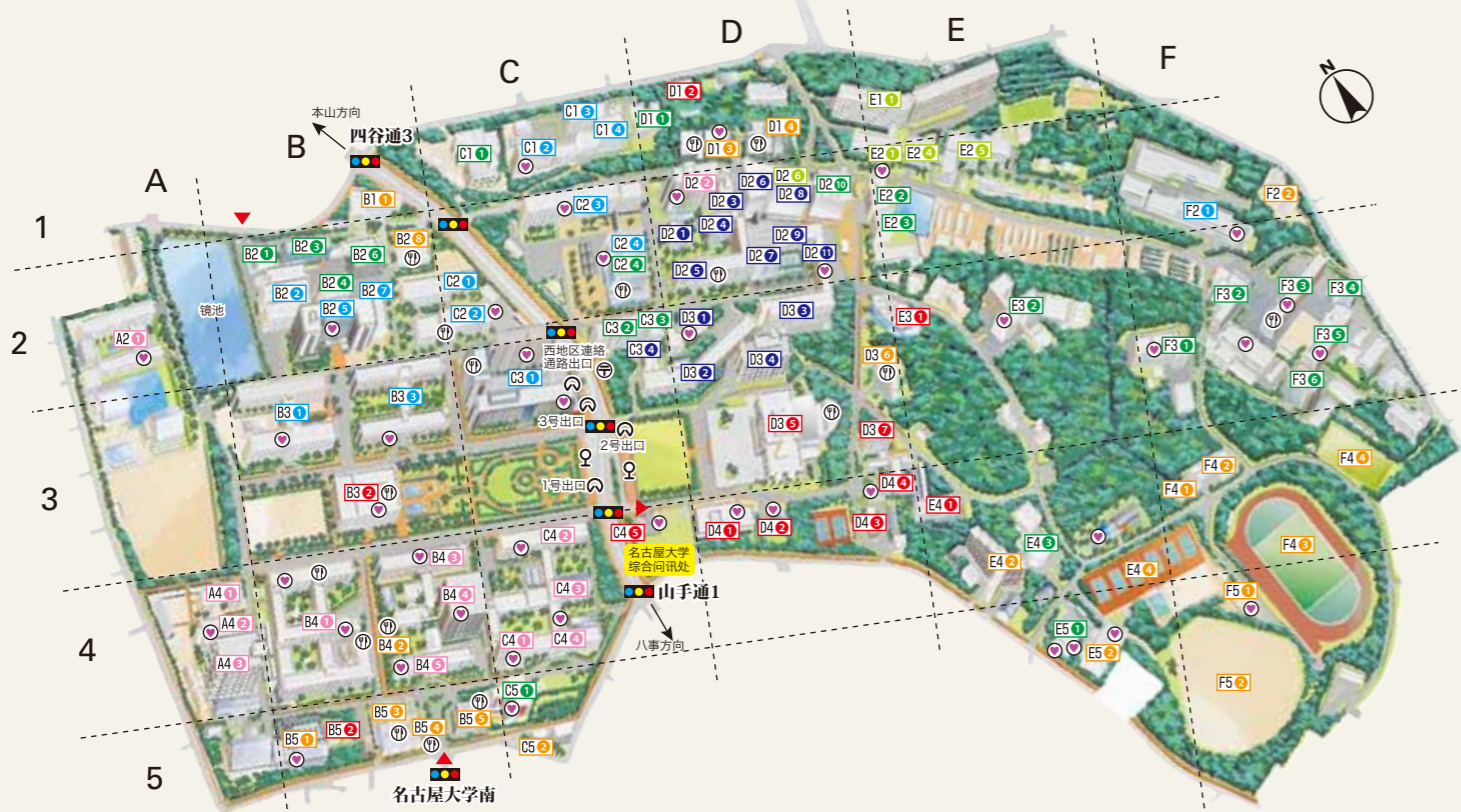 A
B
C
D
E
F
N
1
2
3
4
5
本山方向
四谷通3
镜池
西地区連絡
通路出口
3号出口
2号出口
1号出口
名古屋大学
综合问讯处
山手通1
八事方向
名古屋大学南
A2 1
A4 1
A4 2
A4 3
B1 1
B2 1
B2 3
B2 6
B2 8
B2 2
B2 4
B2 7
B2 5
B3 1
B3 3
B3 2
B4 3
B4 4
B4 1
B4 2
B4 5
B5 1
B5 2
B5 3
B5 4
B5 5
C1 3
C1 4
C1 1
C1 2
C2 3
C2 4
C2 4
C2 1
C2 2
C3 2
C3 3
C3 4
C3 1
C4 5
C4 2
C4 3
C4 1
C4 4
C5 1
C5 2
D1 2
D1 1
D1 4
D1 3
D2 2
D2 6
D2 6
D2 10
D2 3
D2 8
D2 1
D2 4
D2 9
D2 5
D2 7
D2 11
D3 1
D3 3
D3 2
D3 4
D3 6
D3 5
D3 7
D4 4
D4 1
D4 2
D4 3
E1 1
E2 1
E2 4
E2 5
E2 2
E2 3
E3 1
E3 2
E4 1
E4 3
E4 2
E4 4
E5 1
E5 2
F2 2
F2 1
F3 2
F3 3
F3 4
F3 1
F3 5
F3 6
F4 2
F4 1
F4 4
F4 3
F5 1
F5 2